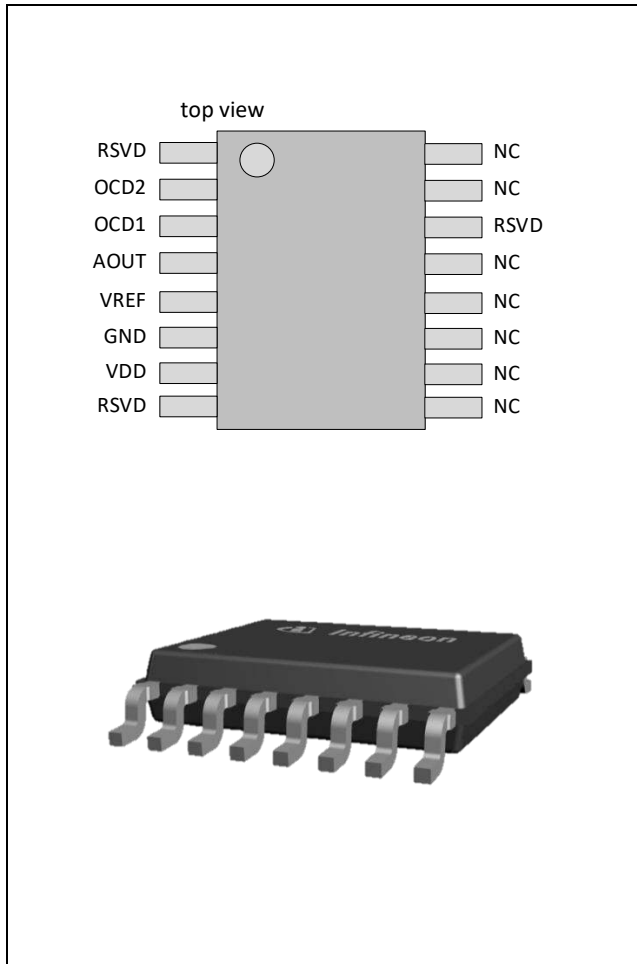 top view
RSVD NC
OCD2 NC
OCD1 RSVD
AOUT NC
VREF NC
GND NC
VDD NC
RSVD NC
Infineon